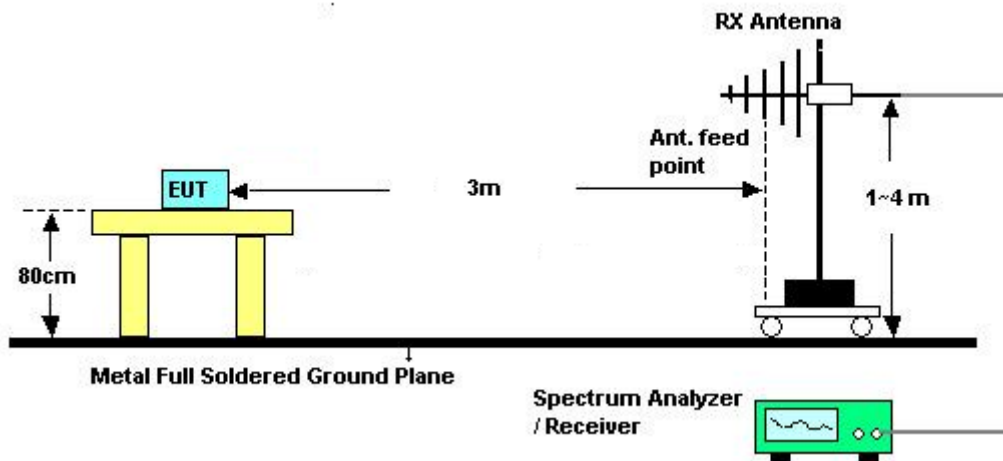 RX Antenna
Ant. feed
point
EUT
3m
1~4 m
80cm
Metal Full Soldered Ground Plane
Spectrum Analyzer
/ Receiver